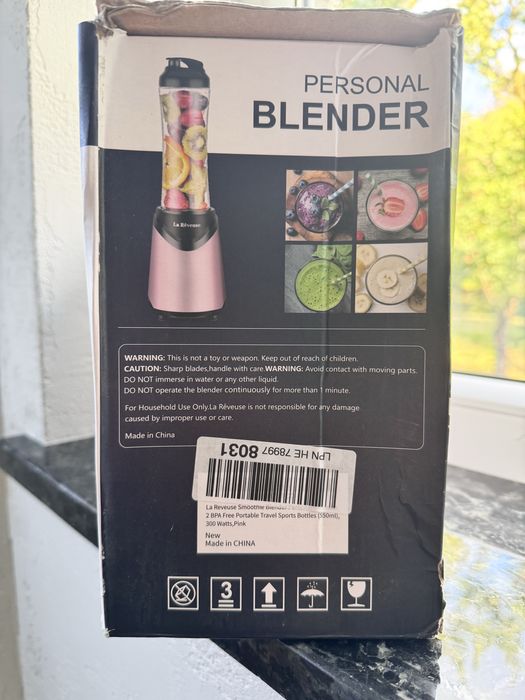 PERSONAL
BLENDER
La Rêveuse
WARNING: This is not a toy or weapon. Keep out of reach of children.
CAUTION: Sharp blades,handle with care.WARNING: Avoid contact with moving parts.
DO NOT immerse in water or any other liquid.
DO NOT operate the blender continuously for more than 1 minute.
For Household Use Only.La Rêveuse is not responsible for any damage
caused by improper use or care.
Made in China
LPN HE 78997 8031
La Reveuse Smoothie Blender
2 BPA Free Portable Travel Sports Bottles (550ml),
300 Watts,Pink
New
Made in CHINA
3